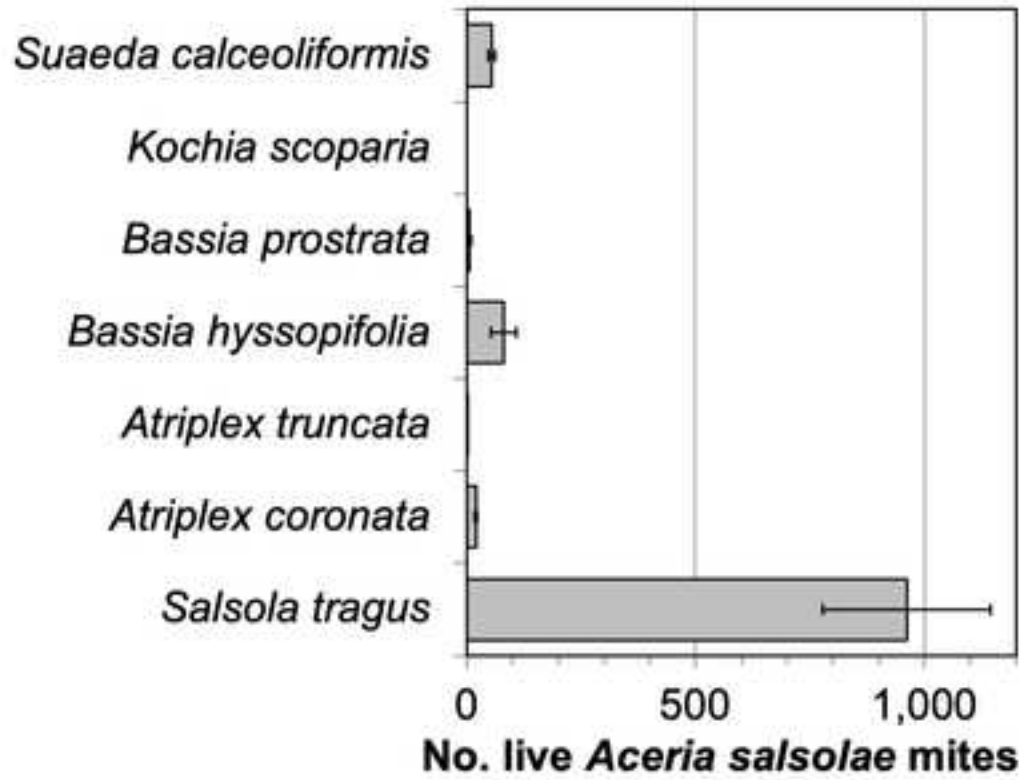 Suaeda calceoliformis
Kochia scoparia
Bassia prostrata
Bassia hyssopifolia
Atriplex truncata
Atriplex coronata
Salsola tragus
0 500 1,000
No. live Aceria salsolae mites